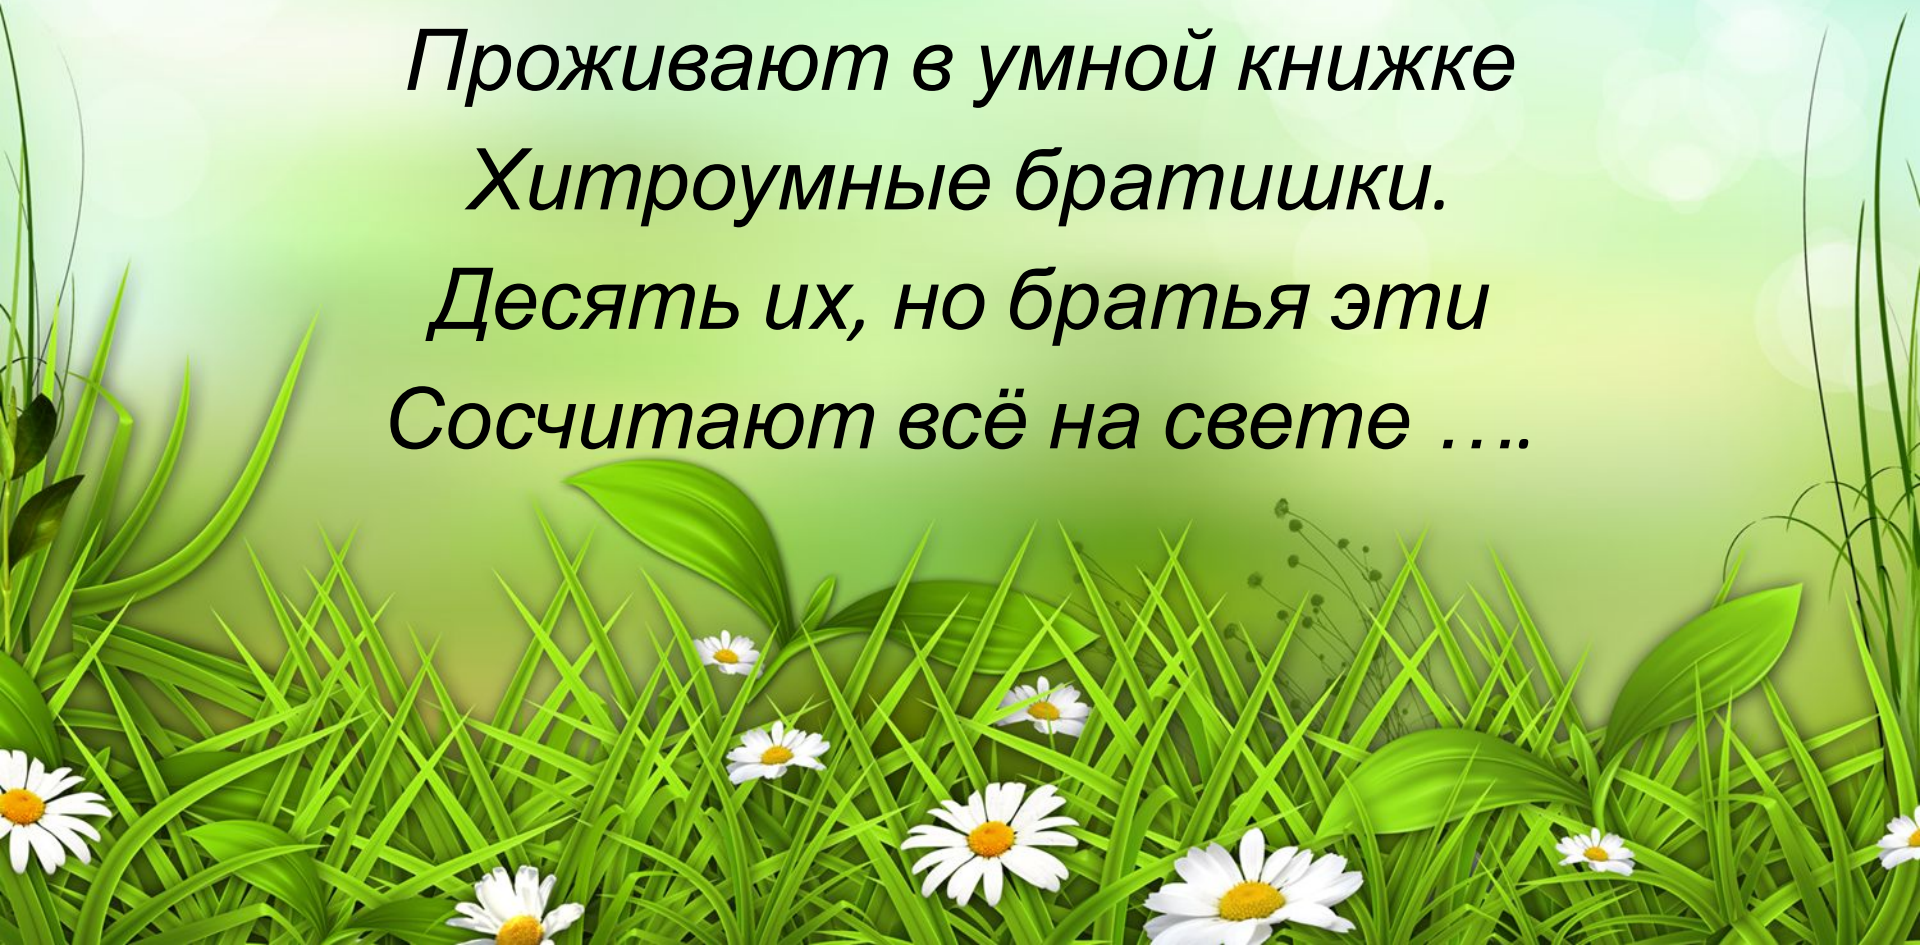 Проживают в умной книжке
Хитроумные братишки.
Десять их, но братья эти
Сосчитают всё на свете ….